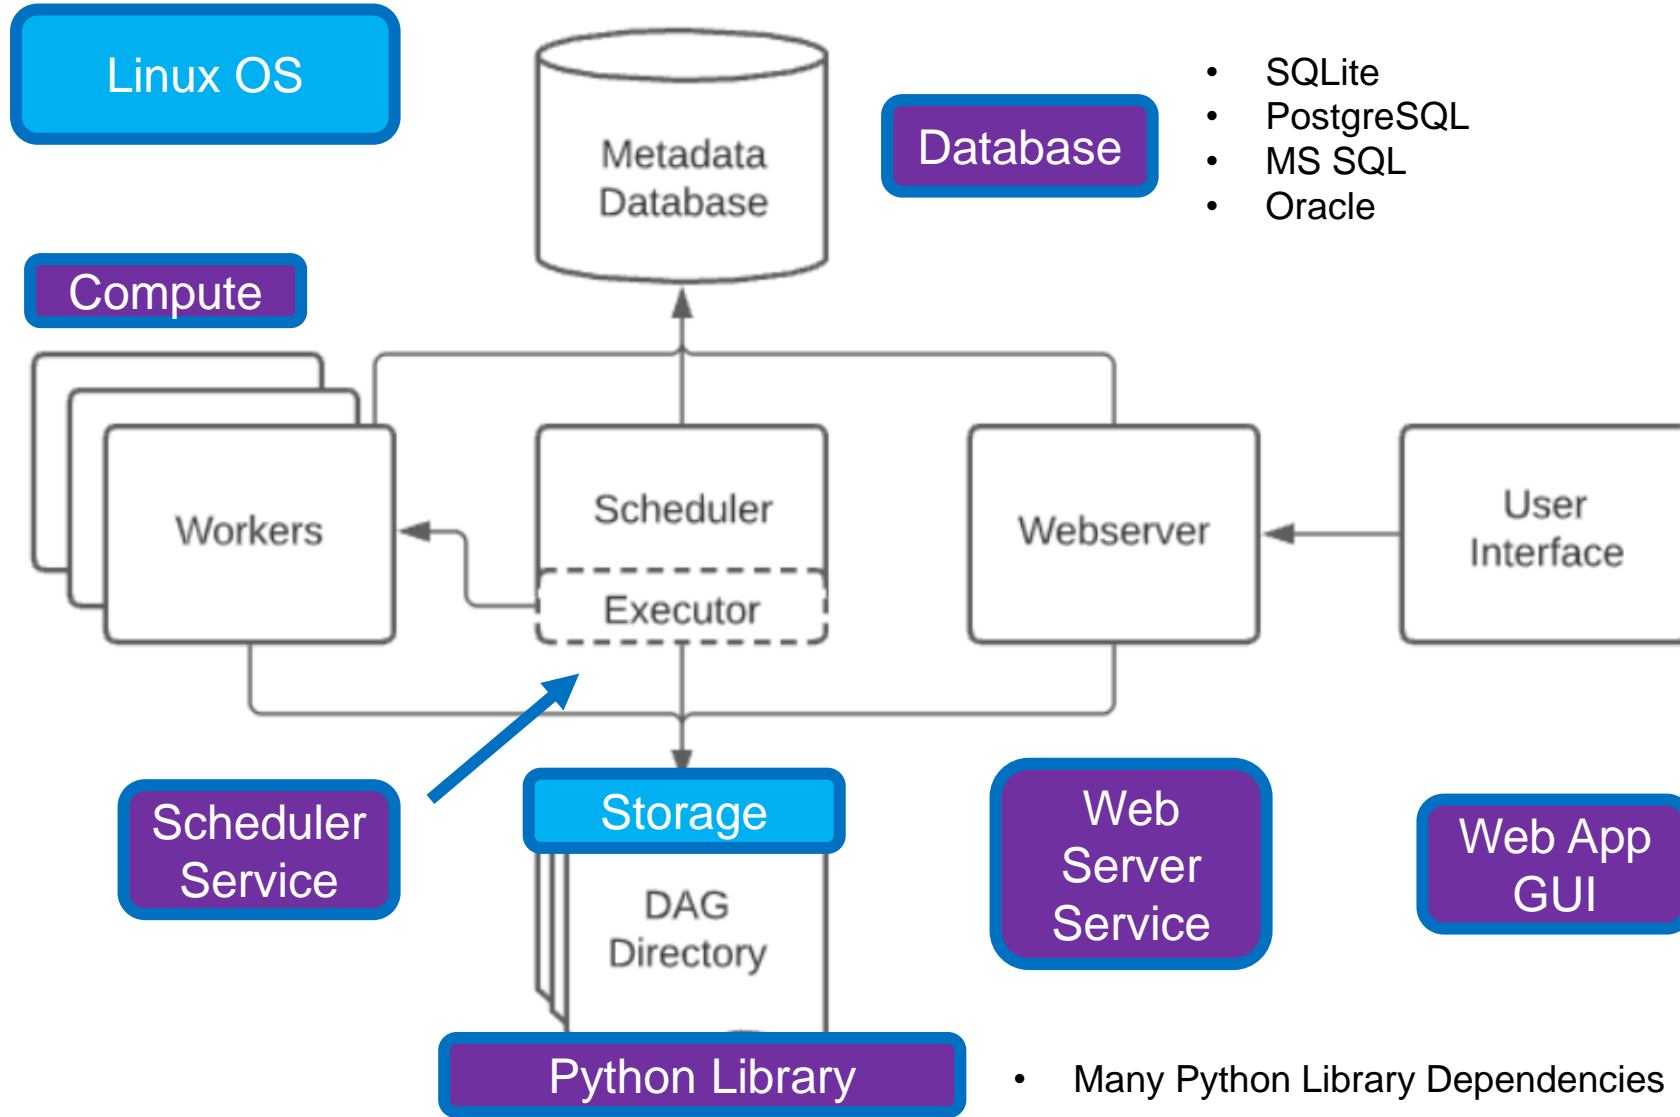 Linux OS
Metadata
Database
Database
• SQLite
• PostgreSQL
• MS SQL
• Oracle
Compute
Workers
Scheduler
Executor
Webserver
User
Interface
Scheduler
Service
Storage
DAG
Directory
Web
Server
Service
Web App
GUI
Python Library
• Many Python Library Dependencies